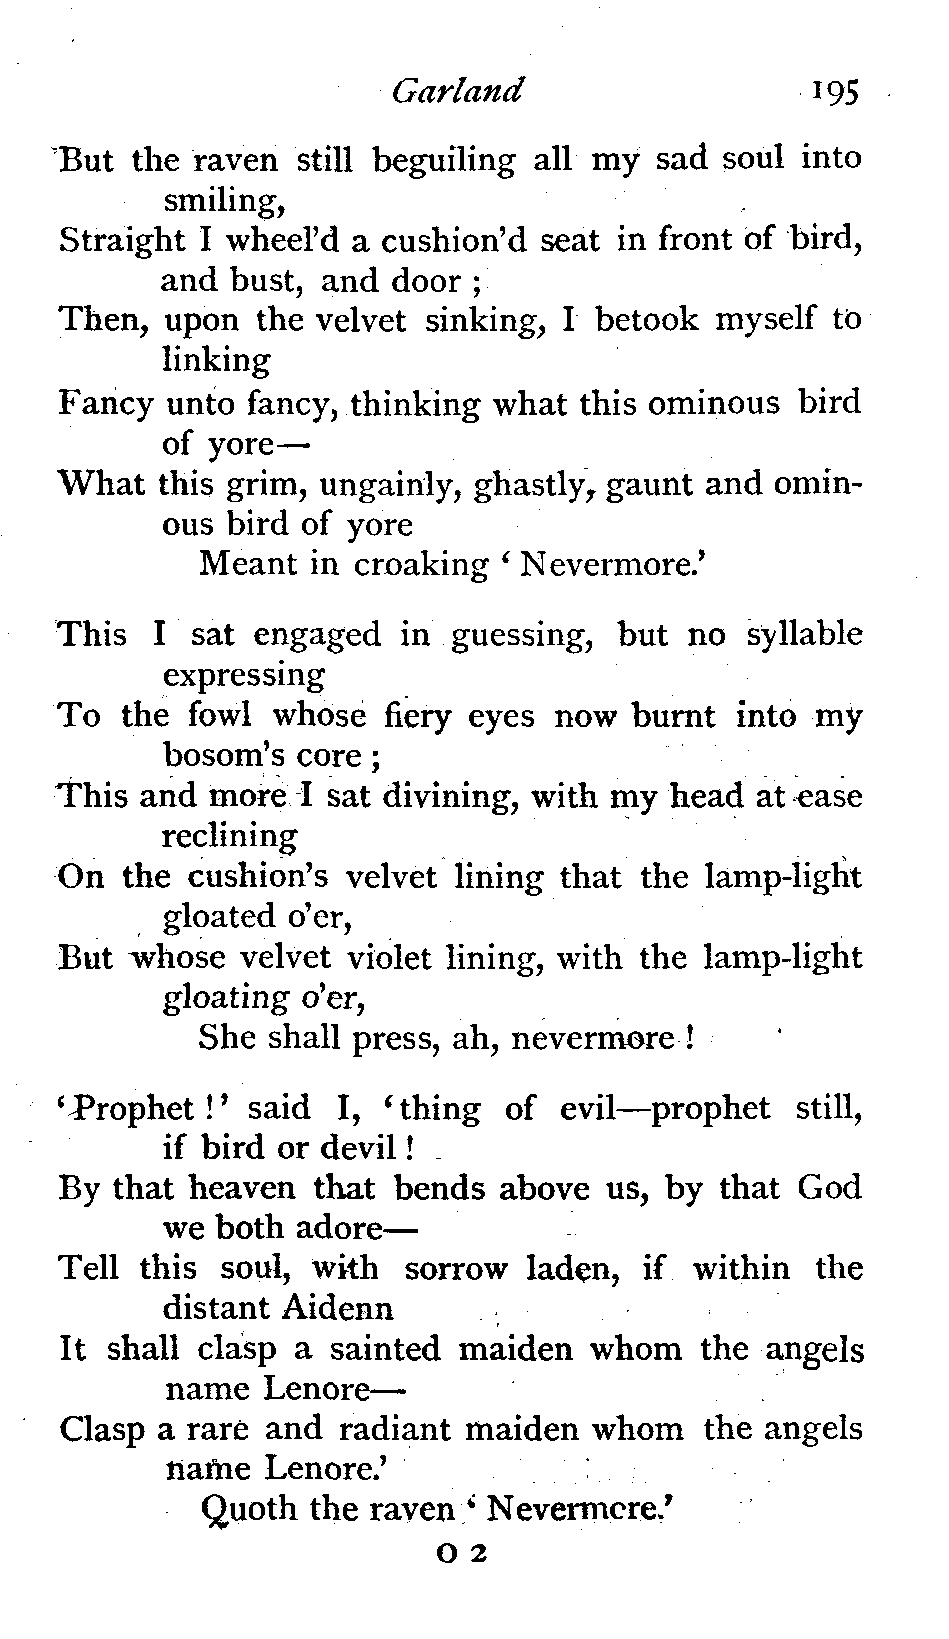 Garland 195
But the raven still beguiling all my sad soul into
smiling,
Straight I wheel'd a cushion'd seat in front of bird,
and bust, and door ;
Then, upon the velvet sinking, I betook myself to
linking
Fancy unto fancy, thinking what this ominous bird
of yore—
What this grim, ungainly, ghastly, gaunt and omin-
ous bird of yore
Meant in croaking ‘ Nevermore.’
This I sat engaged in guessing, but no syllable
expressing
To the fowl whose fiery eyes now burnt into my
bosom's core ;
This and more I sat divining, with my head at ease
reclining
On the cushion's velvet lining that the lamp-light
gloated o'er,
But whose velvet violet lining, with the lamp-light
gloating o'er,
She shall press, ah, nevermore !
‘ Prophet ! ’ said I, ‘ thing of evil—prophet still,
if bird or devil !
By that heaven that bends above us, by that God
we both adore—
Tell this soul, with sorrow laden, if within the
distant Aidenn
It shall clasp a sainted maiden whom the angels
name Lenore—
Clasp a rare and radiant maiden whom the angels
name Lenore.’
Quoth the raven ‘ Nevermore.’
O 2